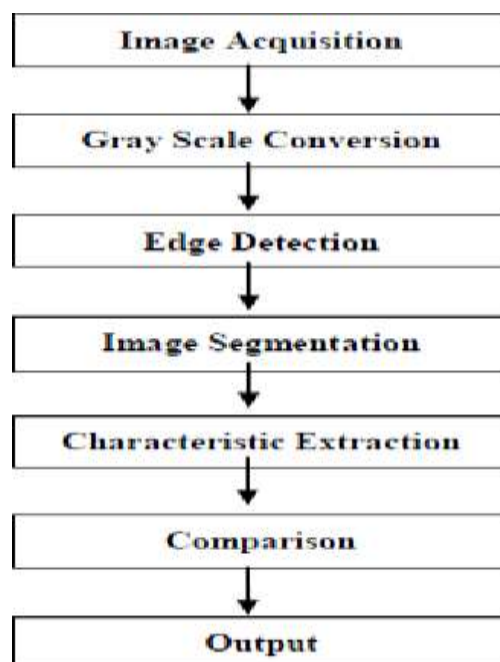 Image Acquisition
Gray Scale Conversion
Edge Detection
Image Segmentation
Characteristic Extraction
Comparison
Output